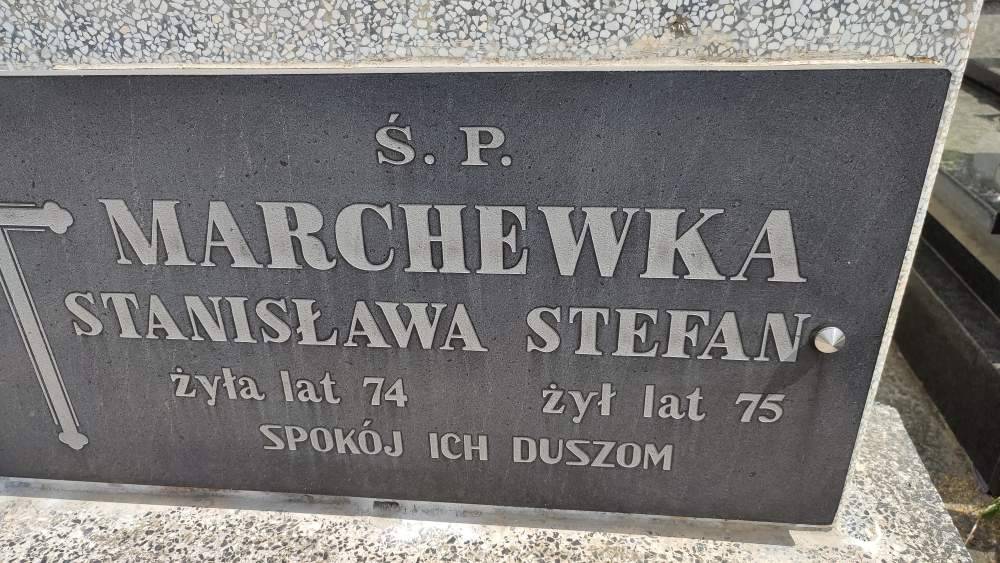 Ś. P.
MARCHEWKA
STANISŁAWA STEFAN
żyła lat 74 żył lat 75
SPOKÓJ ICH DUSZOM